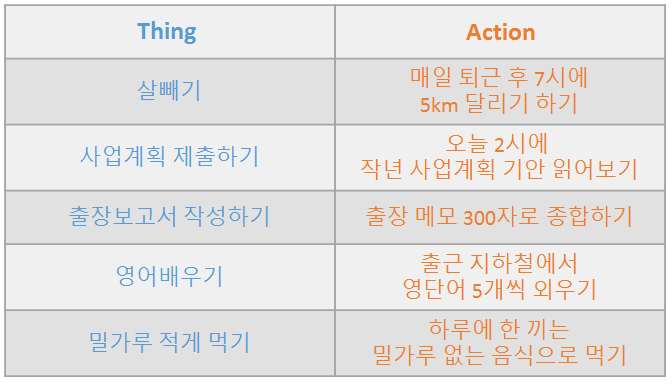 Thing
Action
살빼기
매일 퇴근 후 7시에
5km 달리기 하기
사업계획 제출하기
오늘 2시에
작년 사업계획 기안 읽어보기
출장보고서 작성하기
출장 메모 300자로 종합하기
영어배우기
출근 지하철에서
영단어 5개씩 외우기
밀가루 적게 먹기
하루에 한 끼는
밀가루 없는 음식으로 먹기